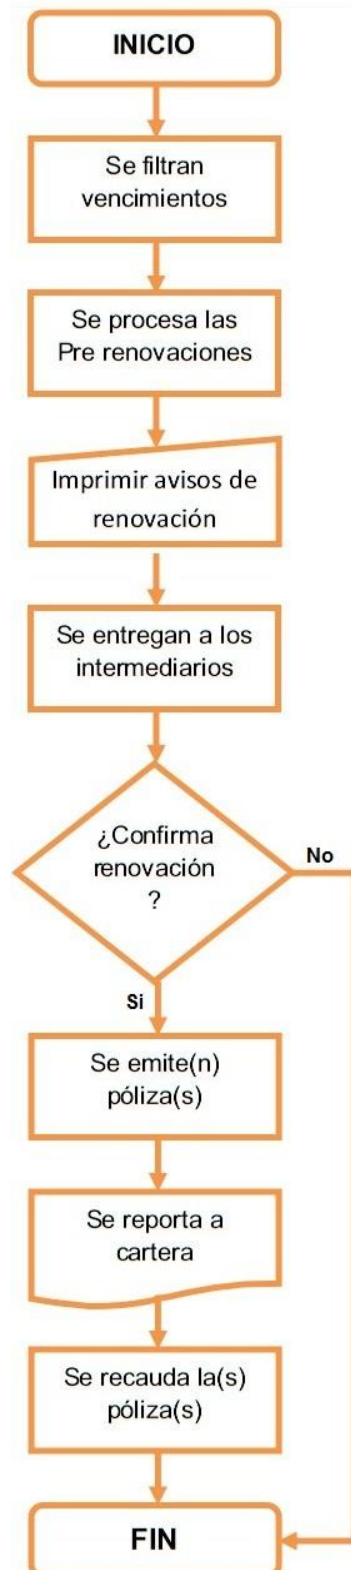 INICIO
Se filtran
vencimientos
Se procesa las
Pre renovaciones
Imprimir avisos de
renovación
Se entregan a los
intermediarios
¿Confirma
renovación
?
No
Si
Se emite(n)
póliza(s)
Se reporta a
cartera
Se recauda la(s)
póliza(s)
FIN